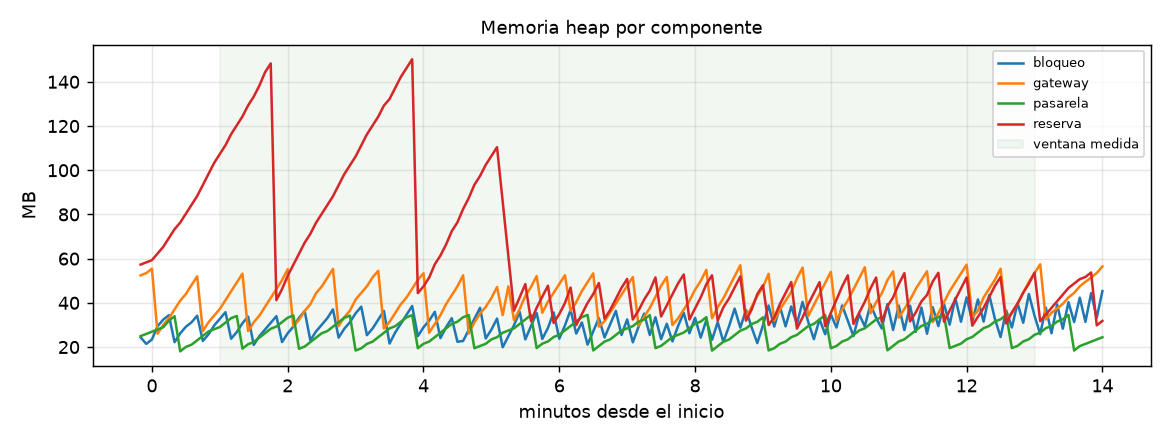 Memoria heap por componente
MB
140
120
100
80
60
40
20
bloqueo
gateway
pasarela
reserva
ventana medida
0 2 4 6 8 10 12 14
minutos desde el inicio